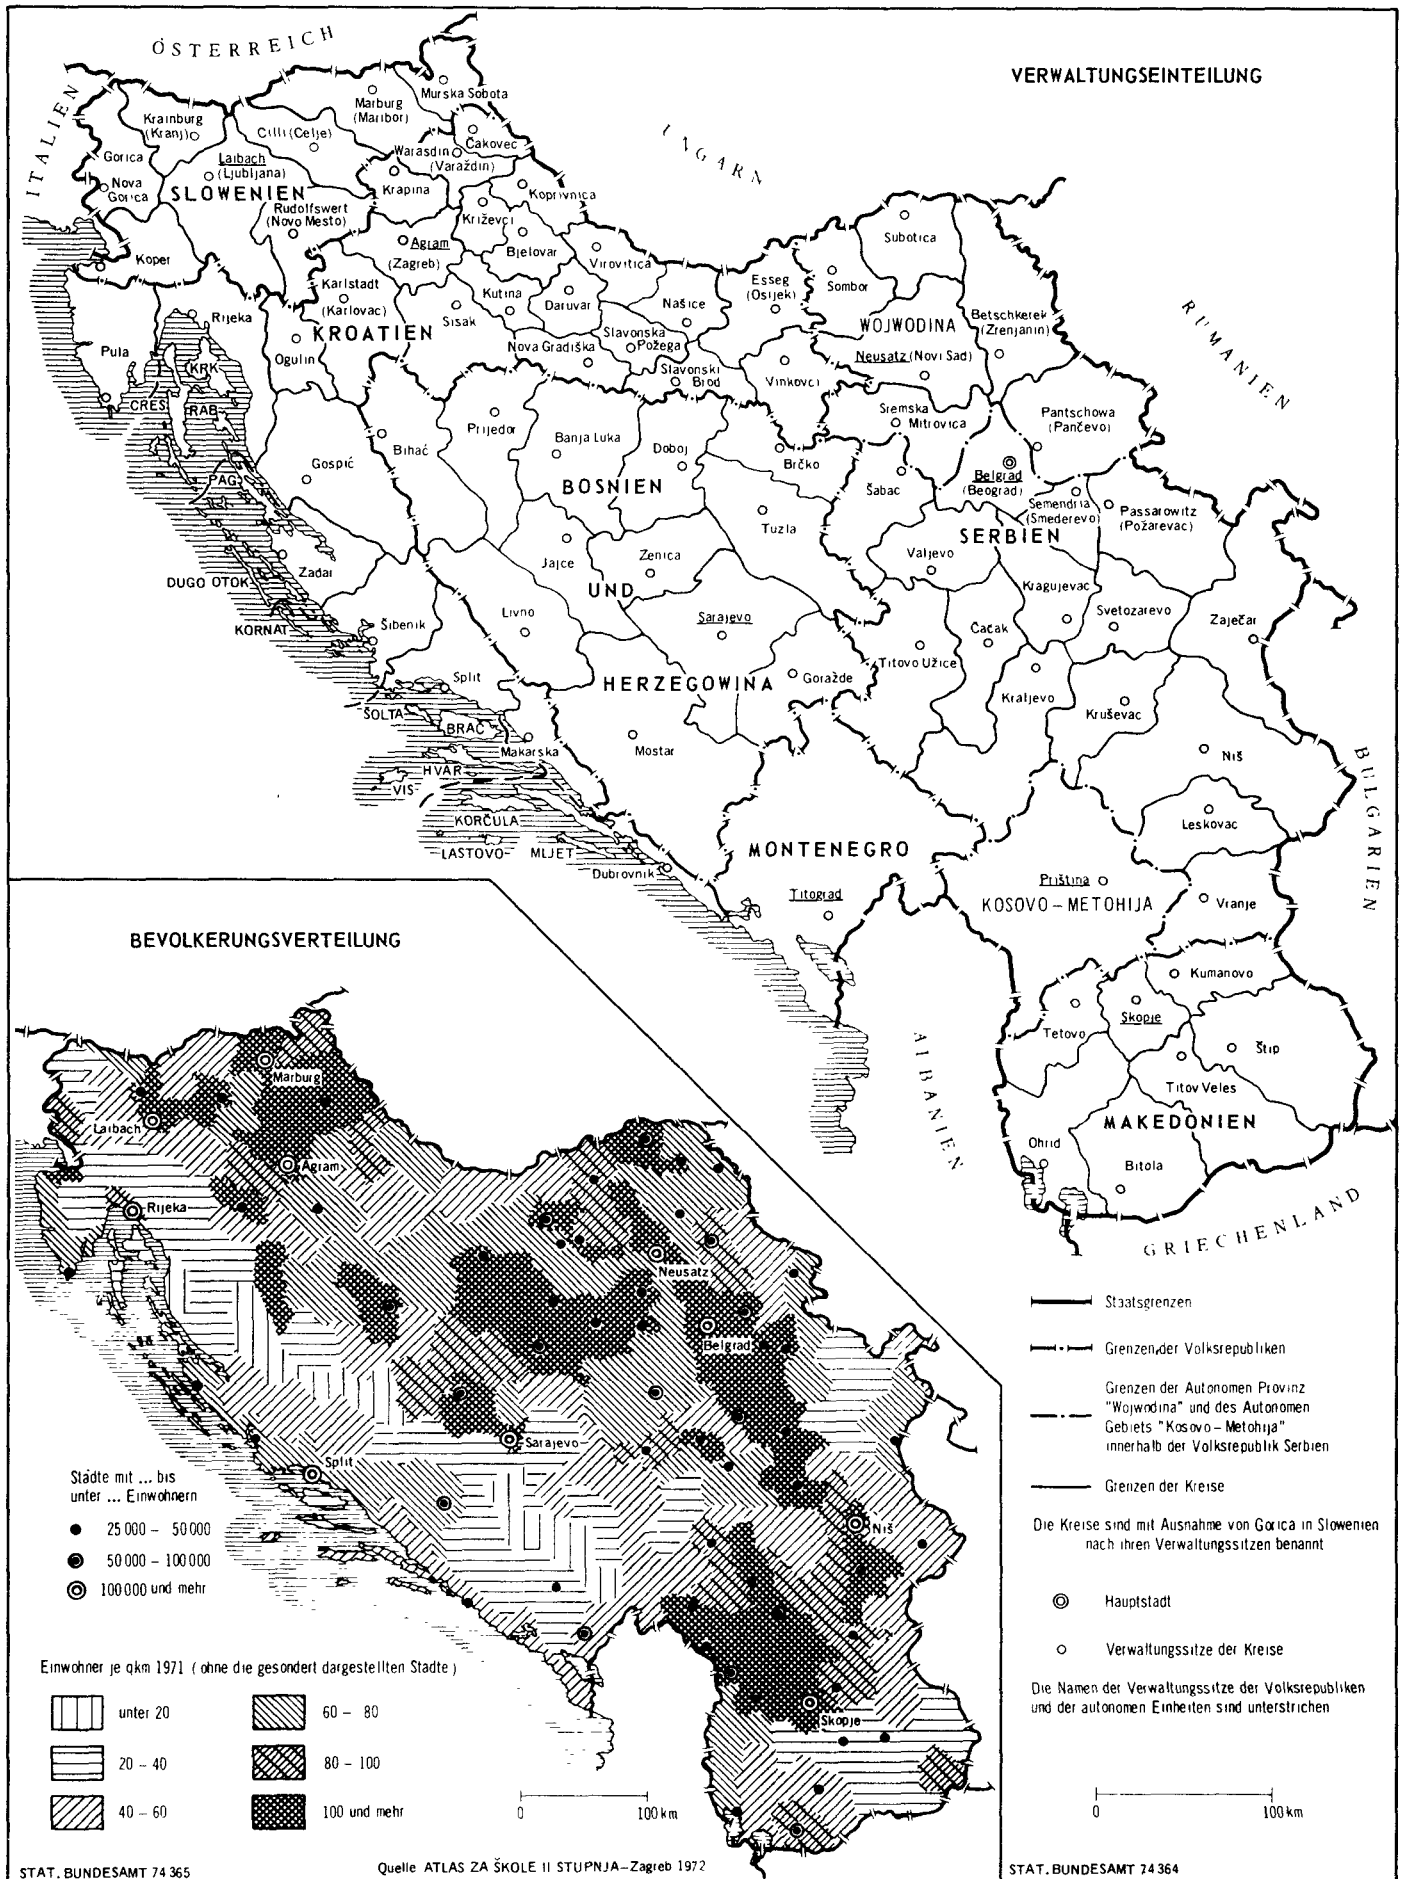 VERWALTUNGSEINTEILUNG
ÖSTERREICH
ITALIEN
UNGARN
RUMÄNIEN
BULGARIEN
ALBANIEN
GRIECHENLAND
Murska Sobota
Marburg
(Maribor)
Krainburg
(Kranj)
Cilli (Celje)
Čakovec
Warasdin
(Varaždin)
Gorica
Laibach
(Ljubljana)
Nova
Gorica
SLOWENIEN
Krapina
Koprivnica
Rudolfswert
(Novo Mesto)
Križevci
Agram
(Zagreb)
Bjelovar
Virovitica
Koper
Subotica
Sombor
Esseg
(Osijek)
Karlstadt
(Karlovac)
Kutina
Daruvar
Našice
WOJWODINA
Betschkerek
(Zrenjanin)
Rijeka
KROATIEN
Sisak
Slavonska
Požega
Nova Gradiška
Neusatz (Novi Sad)
Ogulin
Pula
KRK
Slavonski
Brod
Vinkovci
CRES
RAB
Prijedor
Banja Luka
Doboj
Bihać
Sremska
Mitrovica
Pantschowa
(Pančevo)
Brčko
Gospić
PAG
BOSNIEN
Šabac
Belgrad
(Beograd)
Semendria
(Smederevo)
Passarowitz
(Požarevac)
Tuzla
SERBIEN
Valjevo
Zadar
Jajce
Zenica
DUGO OTOK
UND
Kragujevac
Svetozarevo
Zaječar
KORNAT
Livno
Sarajevo
Šibenik
Čačak
Titovo Užice
Split
HERZEGOWINA
Goražde
Kraljevo
Kruševac
ŠOLTA
BRAČ
Makarska
Mostar
Niš
HVAR
VIS
KORČULA
Leskovac
LASTOVO
MLJET
MONTENEGRO
Dubrovnik
Titograd
Priština
KOSOVO-METOHIJA
Vranje
Kumanovo
Tetovo
Skopje
Štip
Titov Veles
MAKEDONIEN
Ohrid
Bitola
Staatsgrenzen
Grenzen der Volksrepubliken
Grenzen der Autonomen Provinz
"Wojwodina" und des Autonomen
Gebiets "Kosovo-Metohija"
innerhalb der Volksrepublik Serbien
Grenzen der Kreise
Die Kreise sind mit Ausnahme von Gorica in Slowenien
nach ihren Verwaltungssitzen benannt
Hauptstadt
Verwaltungssitze der Kreise
Die Namen der Verwaltungssitze der Volksrepubliken
und der autonomen Einheiten sind unterstrichen
0 100 km
STAT. BUNDESAMT 74 364
BEVOLKERUNGSVERTEILUNG
Marburg
Laibach
Agram
Rijeka
Neusatz
Belgrad
Sarajevo
Split
Niš
Skopje
Städte mit ... bis
unter ... Einwohnern
25 000 – 50 000
50 000 – 100 000
100 000 und mehr
Einwohner je qkm 1971 (ohne die gesondert dargestellten Städte)
unter 20
20 – 40
40 – 60
60 – 80
80 – 100
100 und mehr
0 100 km
STAT. BUNDESAMT 74 365
Quelle ATLAS ZA ŠKOLE II STUPNJA–Zagreb 1972